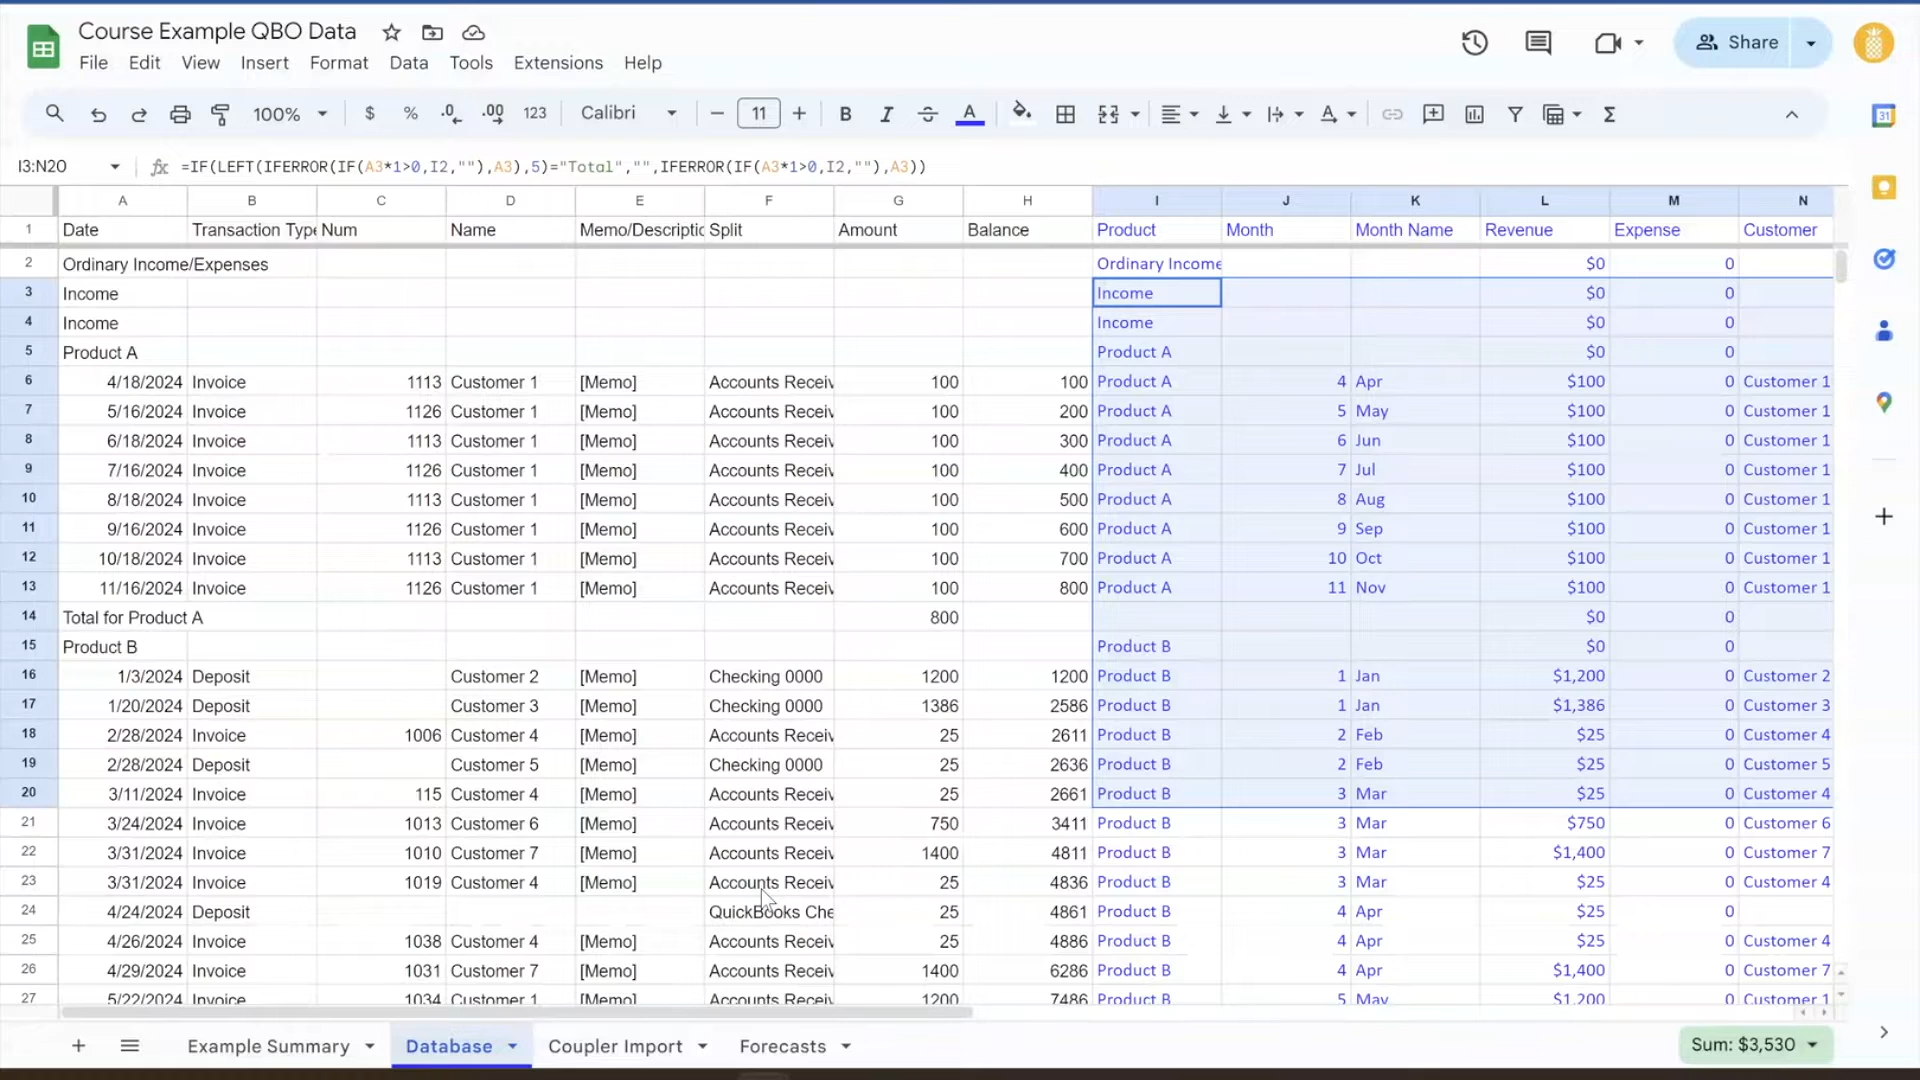 Course Example QBO Data
File Edit View Insert Format Data Tools Extensions Help
Share
100% $ % .0 .00 123 Calibri 11 B I A Σ
31
I3:N20 fx =IF(LEFT(IFERROR(IF(A3*1>0,I2,""),A3),5)="Total","",IFERROR(IF(A3*1>0,I2,""),A3))
A B C D E F G H I J K L M N
1 Date Transaction Type Num Name Memo/Descriptic Split Amount Balance Product Month Month Name Revenue Expense Customer
2 Ordinary Income/Expenses Ordinary Income $0 0
3 Income Income $0 0
4 Income Income $0 0
5 Product A Product A $0 0
6 4/18/2024 Invoice 1113 Customer 1 [Memo] Accounts Receiv 100 100 Product A 4 Apr $100 0 Customer 1
7 5/16/2024 Invoice 1126 Customer 1 [Memo] Accounts Receiv 100 200 Product A 5 May $100 0 Customer 1
8 6/18/2024 Invoice 1113 Customer 1 [Memo] Accounts Receiv 100 300 Product A 6 Jun $100 0 Customer 1
9 7/16/2024 Invoice 1126 Customer 1 [Memo] Accounts Receiv 100 400 Product A 7 Jul $100 0 Customer 1
10 8/18/2024 Invoice 1113 Customer 1 [Memo] Accounts Receiv 100 500 Product A 8 Aug $100 0 Customer 1
11 9/16/2024 Invoice 1126 Customer 1 [Memo] Accounts Receiv 100 600 Product A 9 Sep $100 0 Customer 1
12 10/18/2024 Invoice 1113 Customer 1 [Memo] Accounts Receiv 100 700 Product A 10 Oct $100 0 Customer 1
13 11/16/2024 Invoice 1126 Customer 1 [Memo] Accounts Receiv 100 800 Product A 11 Nov $100 0 Customer 1
14 Total for Product A 800 $0 0
15 Product B Product B $0 0
16 1/3/2024 Deposit Customer 2 [Memo] Checking 0000 1200 1200 Product B 1 Jan $1,200 0 Customer 2
17 1/20/2024 Deposit Customer 3 [Memo] Checking 0000 1386 2586 Product B 1 Jan $1,386 0 Customer 3
18 2/28/2024 Invoice 1006 Customer 4 [Memo] Accounts Receiv 25 2611 Product B 2 Feb $25 0 Customer 4
19 2/28/2024 Deposit Customer 5 [Memo] Checking 0000 25 2636 Product B 2 Feb $25 0 Customer 5
20 3/11/2024 Invoice 115 Customer 4 [Memo] Accounts Receiv 25 2661 Product B 3 Mar $25 0 Customer 4
21 3/24/2024 Invoice 1013 Customer 6 [Memo] Accounts Receiv 750 3411 Product B 3 Mar $750 0 Customer 6
22 3/31/2024 Invoice 1010 Customer 7 [Memo] Accounts Receiv 1400 4811 Product B 3 Mar $1,400 0 Customer 7
23 3/31/2024 Invoice 1019 Customer 4 [Memo] Accounts Receiv 25 4836 Product B 3 Mar $25 0 Customer 4
24 4/24/2024 Deposit QuickBooks Che 25 4861 Product B 4 Apr $25 0
25 4/26/2024 Invoice 1038 Customer 4 [Memo] Accounts Receiv 25 4886 Product B 4 Apr $25 0 Customer 4
26 4/29/2024 Invoice 1031 Customer 7 [Memo] Accounts Receiv 1400 6286 Product B 4 Apr $1,400 0 Customer 7
27 5/22/2024 Invoice 1034 Customer 1 [Memo] Accounts Receiv 1200 7486 Product B 5 May $1,200 0 Customer 1
Example Summary Database Coupler Import Forecasts Sum: $3,530